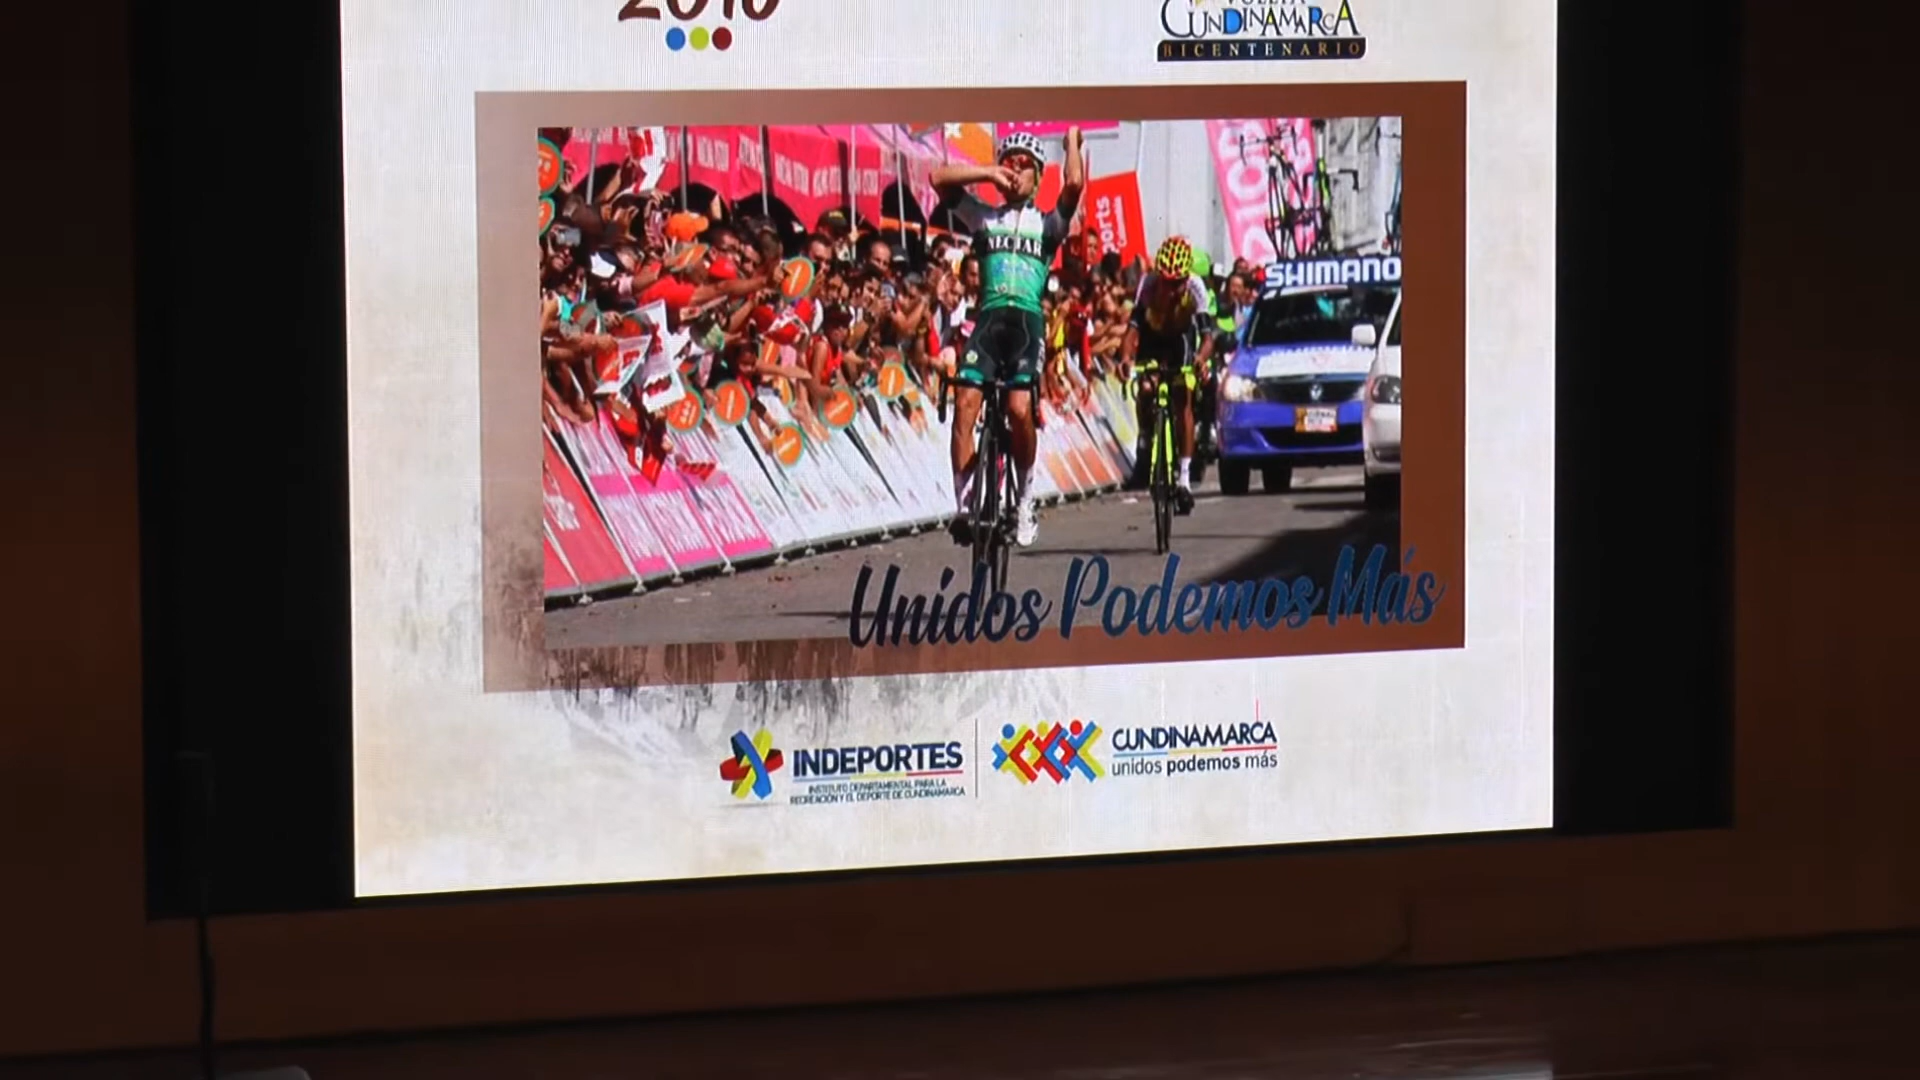 CUNDINAMARCA
BICENTENARIO
NECTAR
SHIMANO
Unidos Podemos Más
INDEPORTES
INSTITUTO DEPARTAMENTAL PARA LA
RECREACIÓN Y EL DEPORTE DE CUNDINAMARCA
CUNDINAMARCA
unidos podemos más